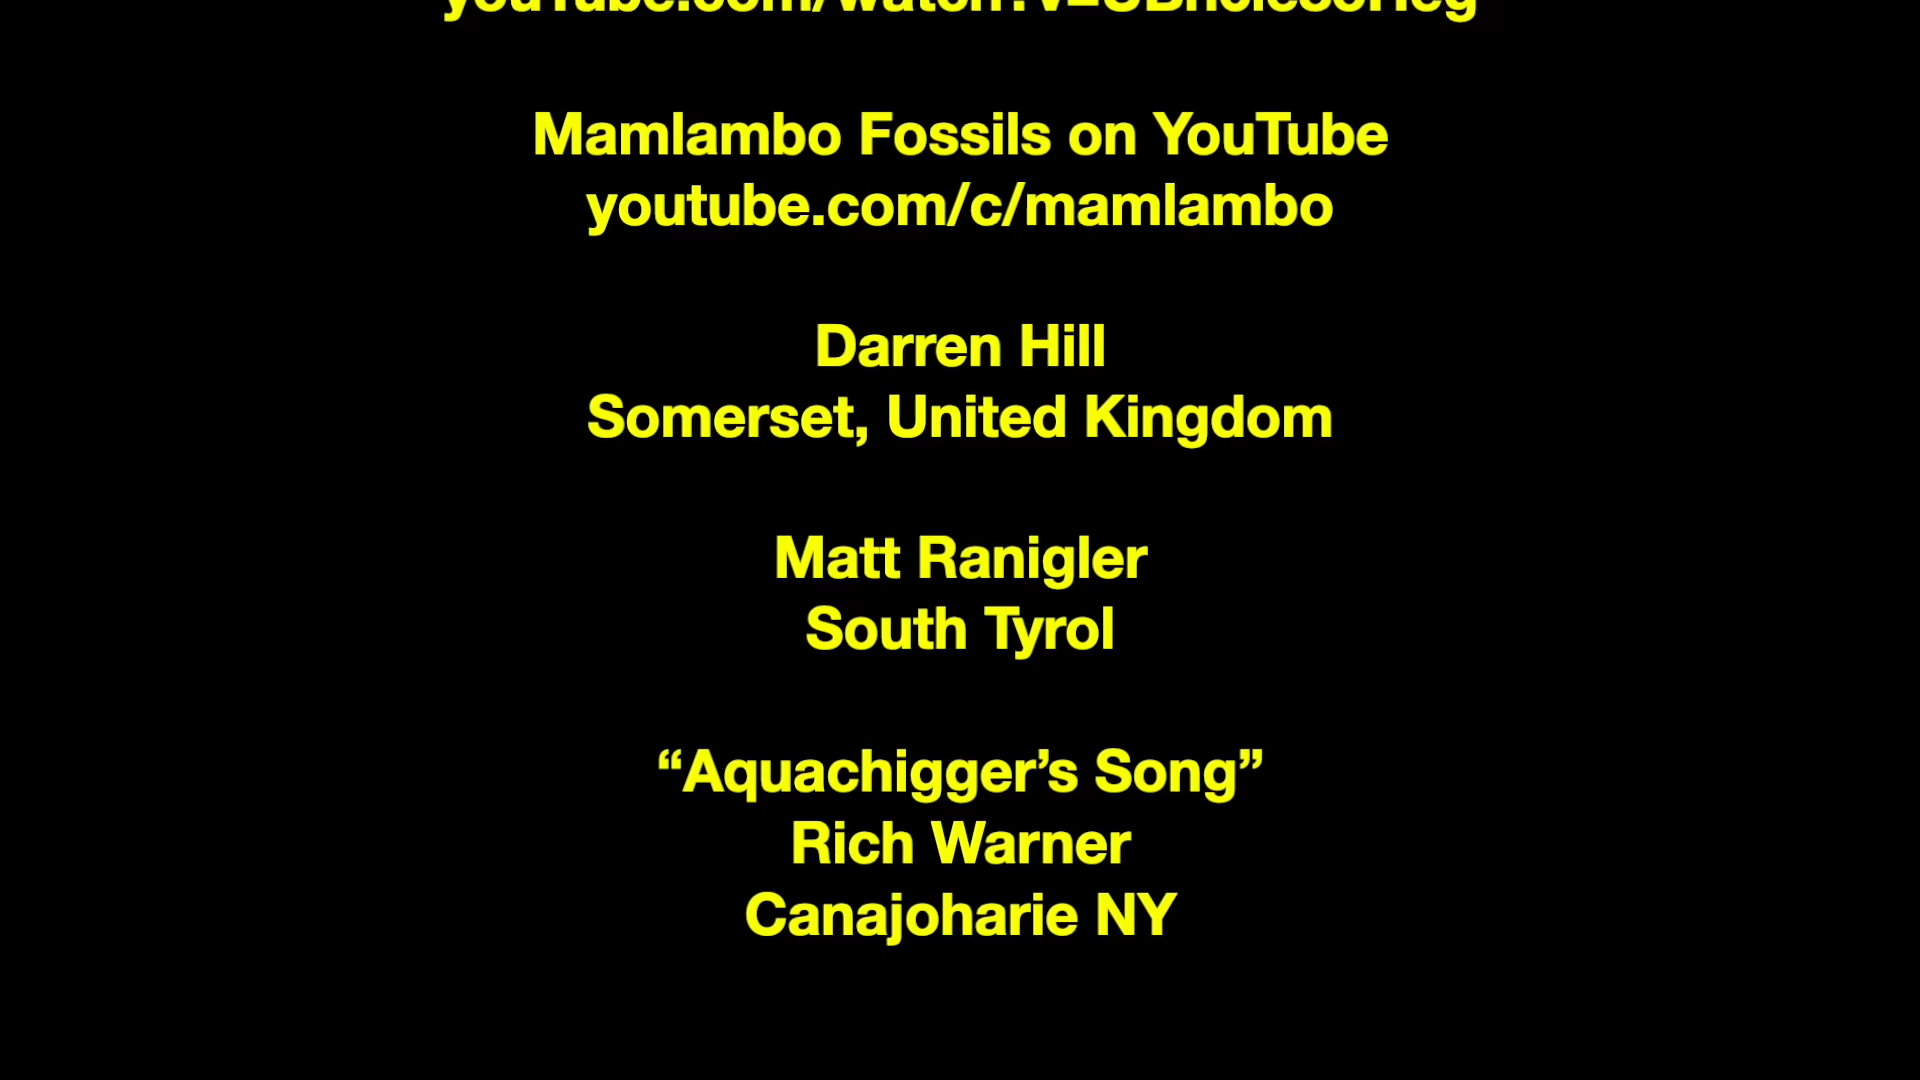 Mamlambo Fossils on YouTube
youtube.com/c/mamlambo
Darren Hill
Somerset, United Kingdom
Matt Ranigler
South Tyrol
“Aquachigger’s Song”
Rich Warner
Canajoharie NY